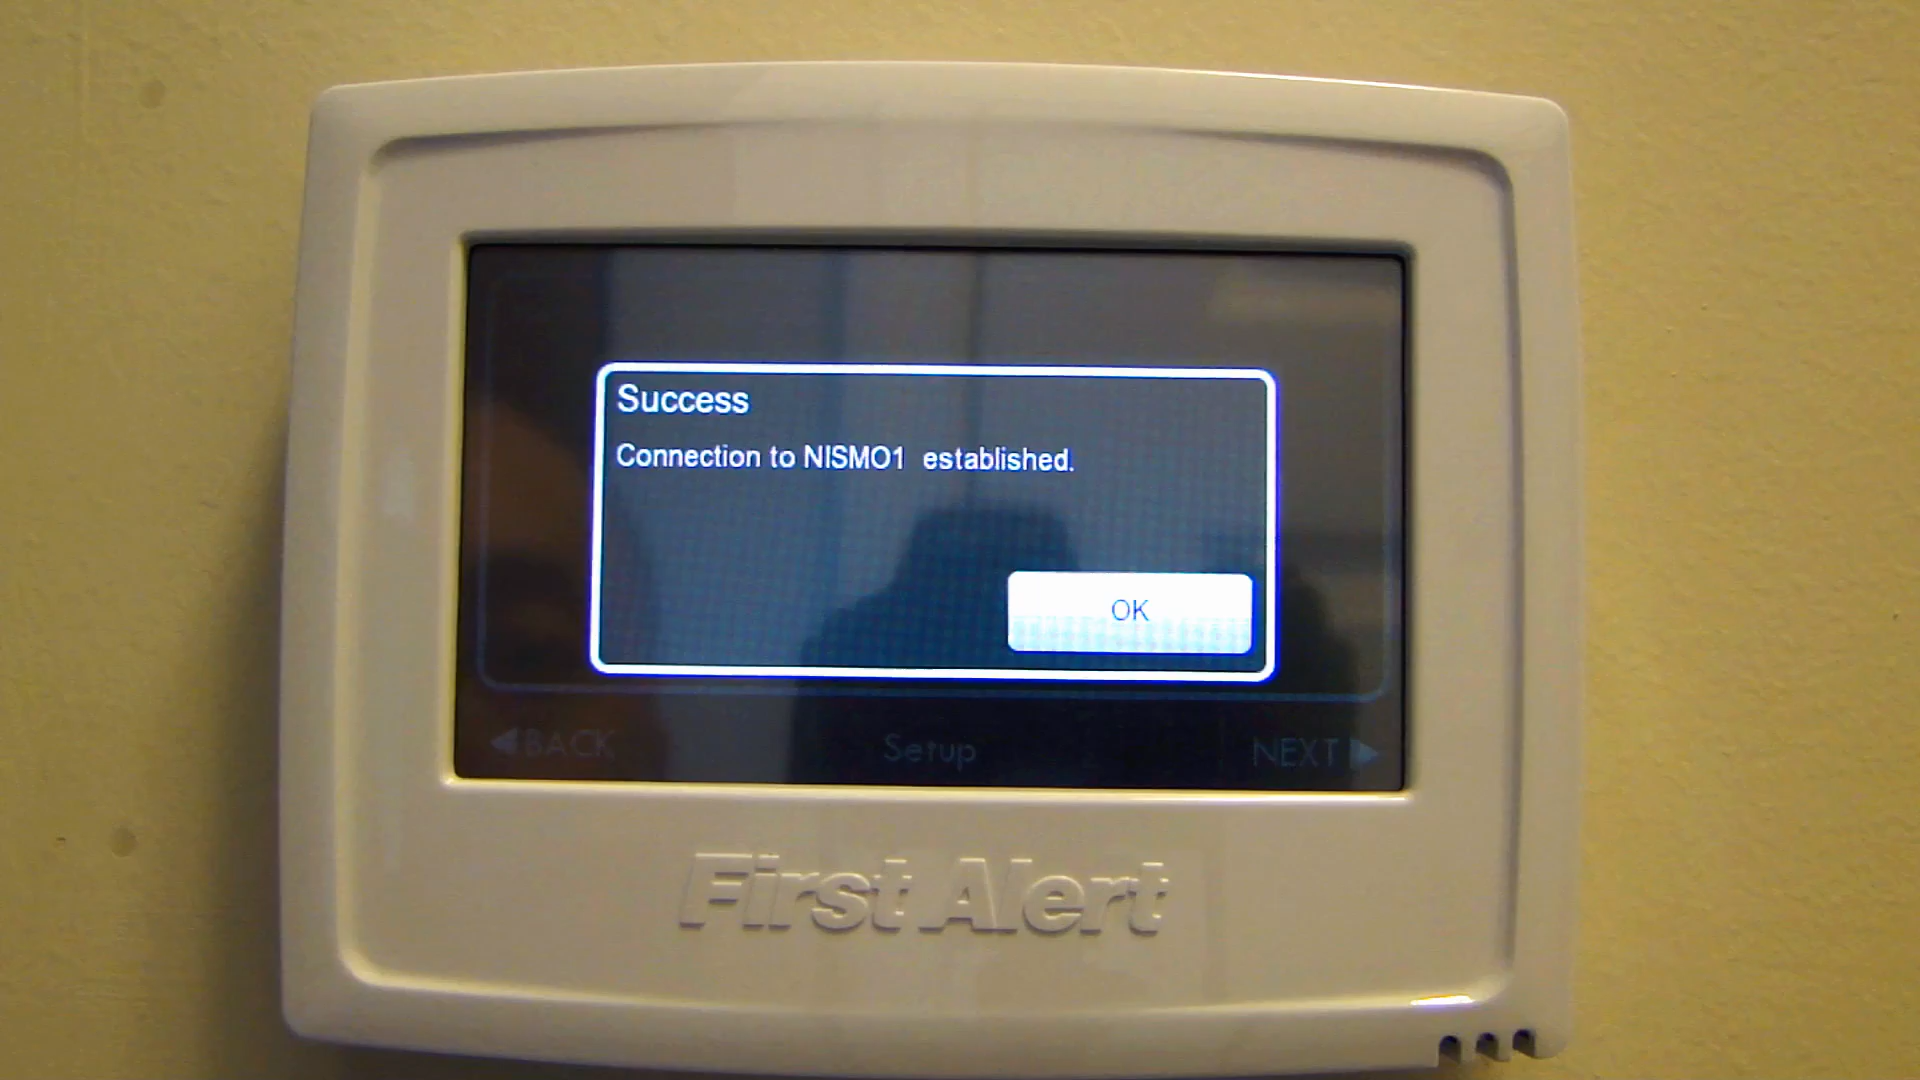 Success
Connection to NISMO1  established.
OK
◀BACK Setup NEXT▶
First Alert